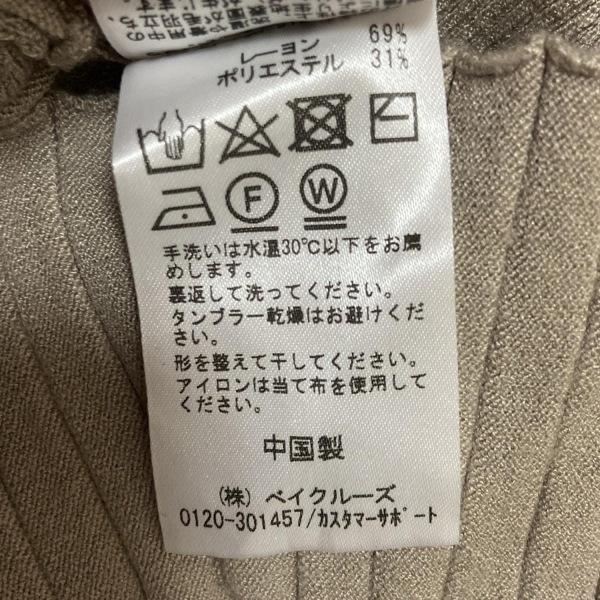 レーヨン 69%
ポリエステル 31%
F W
手洗いは水温30℃以下をお薦
めします。
裏返して洗ってください。
タンブラー乾燥はお避けくださ
い。
形を整えて干してください。
アイロンは当て布を使用して
ください。
中国製
(株) ベイクルーズ
0120-301457/カスタマーサポート